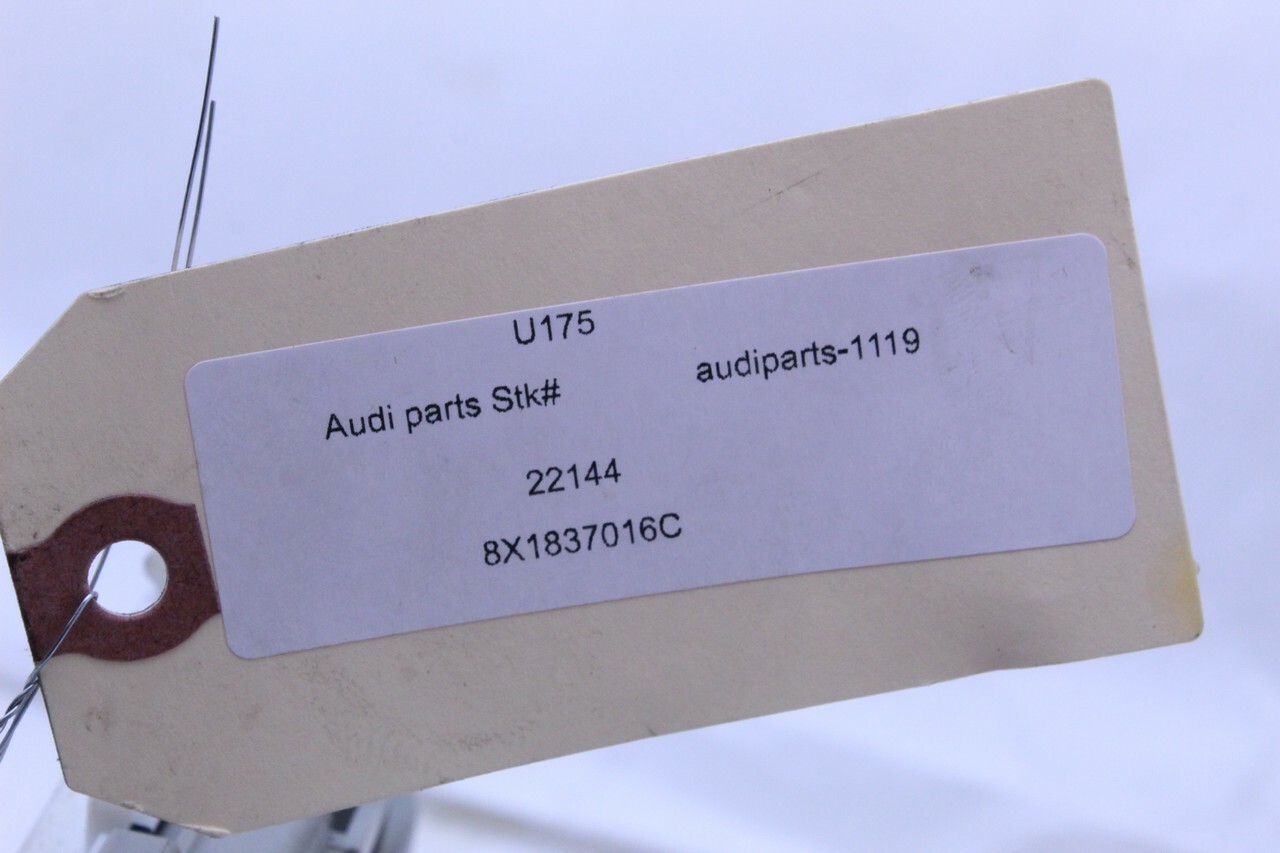 U175
Audi parts Stk# audiparts-1119
22144
8X1837016C